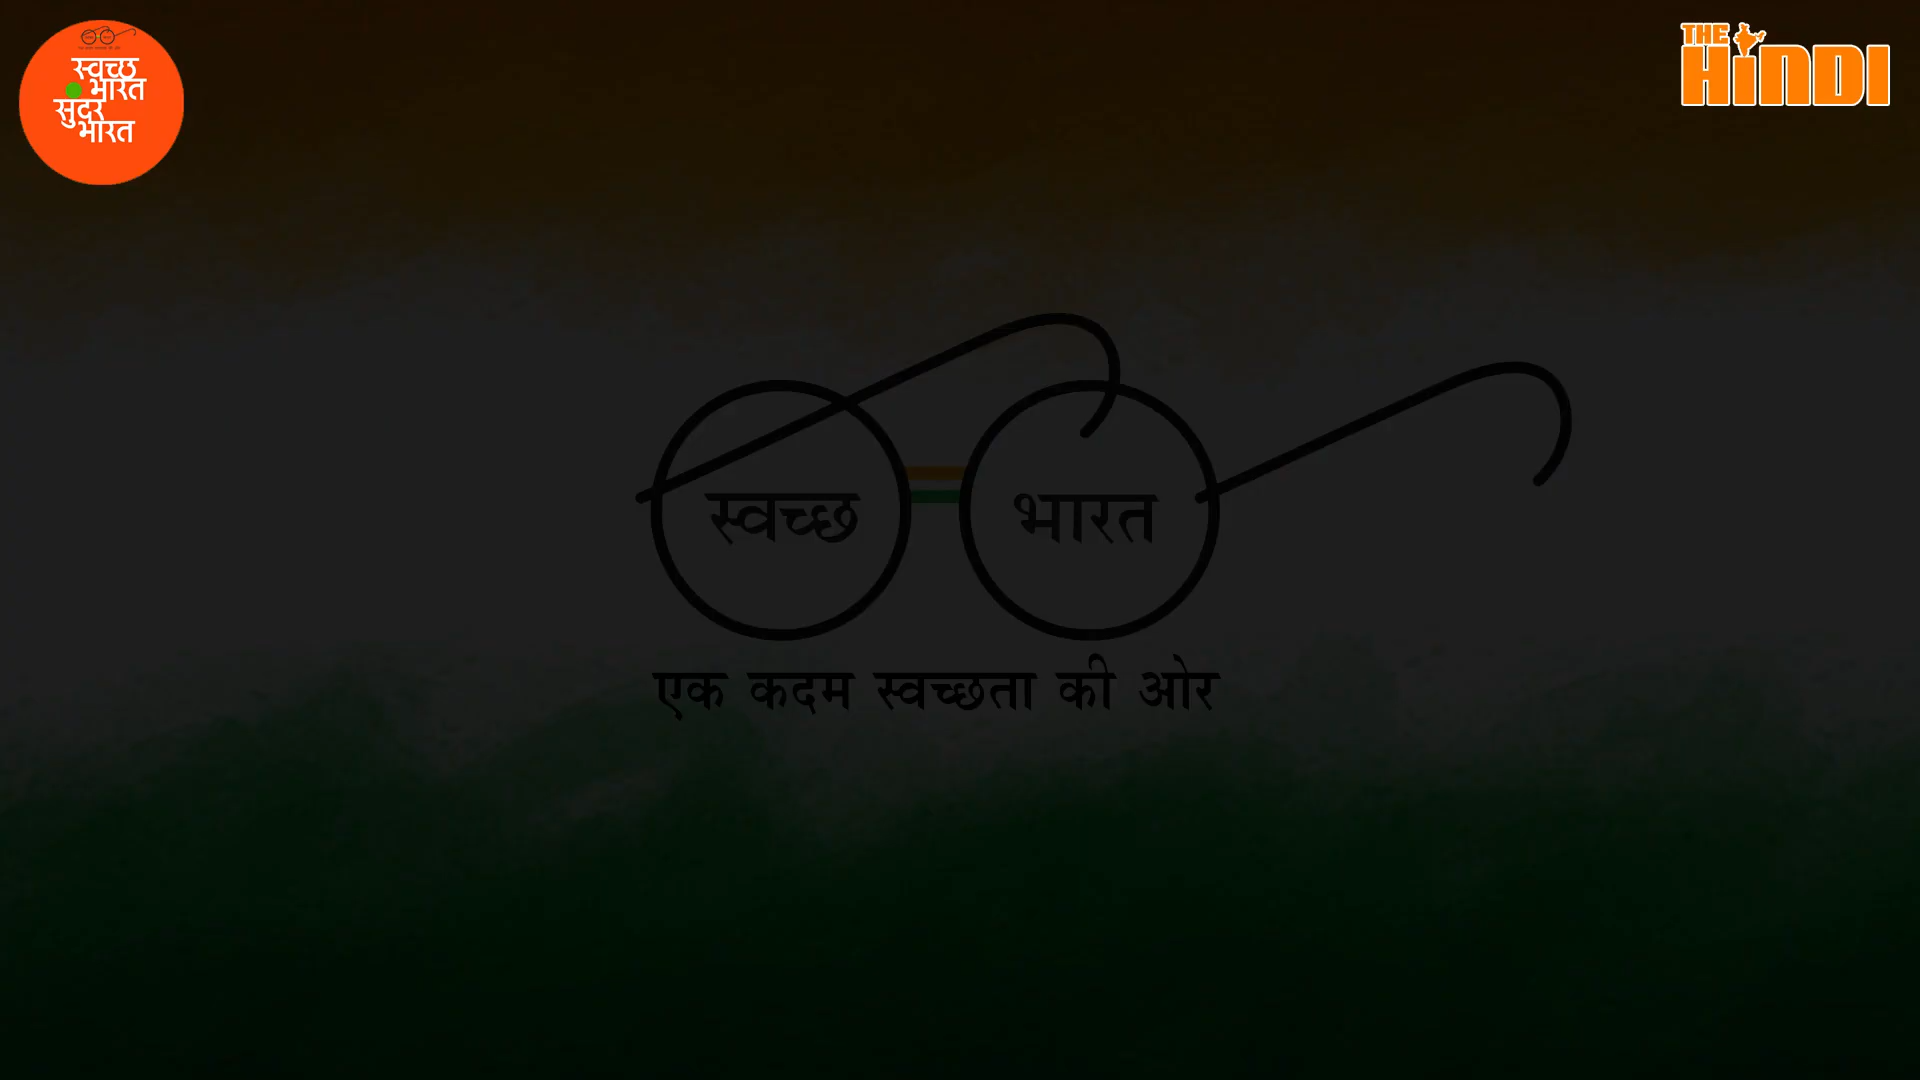 स्वच्छ
भारत
सुंदर
भारत
THE
HINDI
स्वच्छ भारत
एक कदम स्वच्छता की ओर